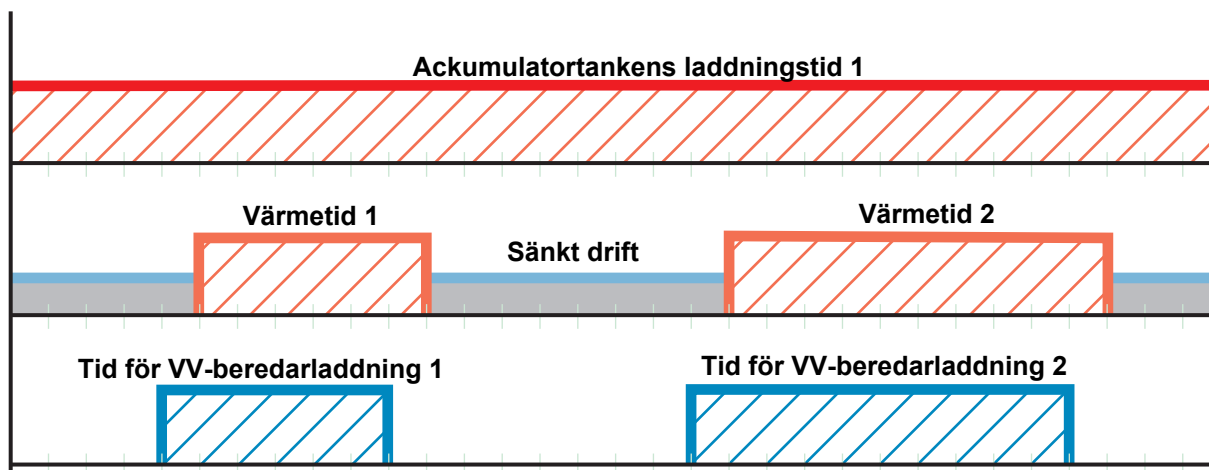 Ackumulatortankens laddningstid 1
Värmetid 1
Sänkt drift
Värmetid 2
Tid för VV-beredarladdning 1
Tid för VV-beredarladdning 2